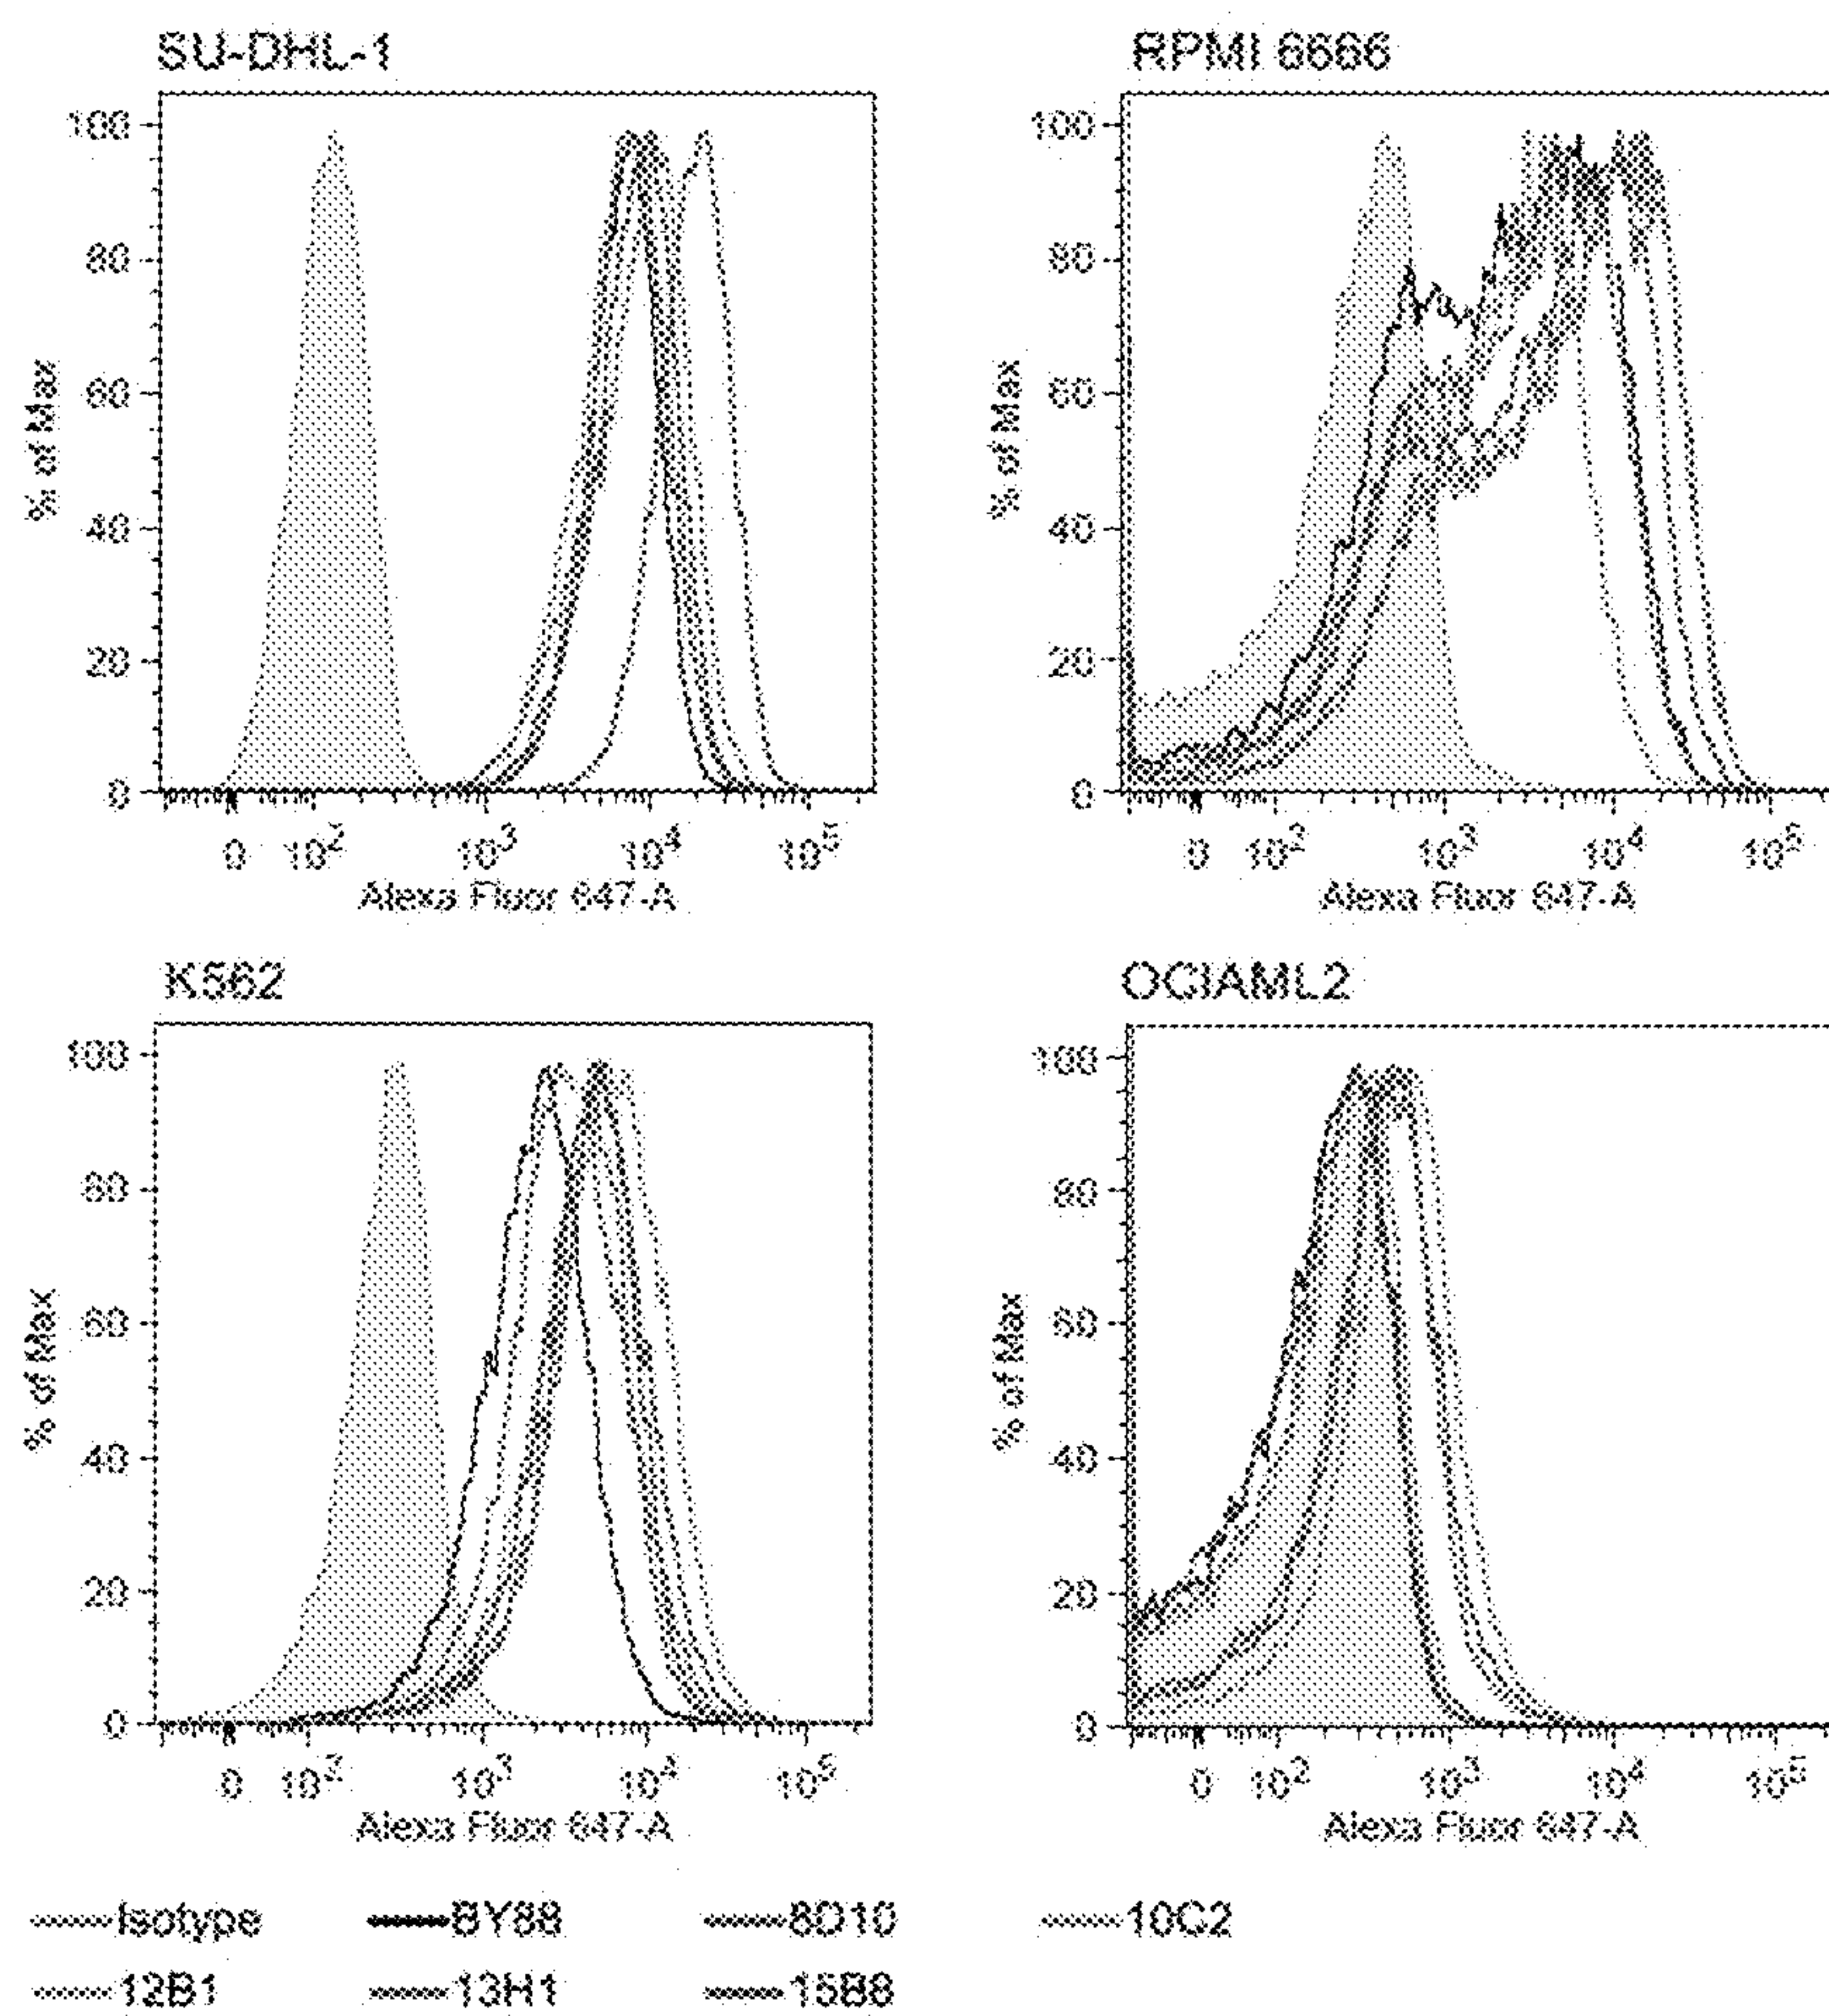 SU-DHL-1
RPMI 6666
100
80
60
40
20
0
% of Max
0 10² 10³ 10⁴ 10⁵
Alexa Fluor 647-A
100
80
60
40
20
0
% of Max
0 10² 10³ 10⁴ 10⁵
Alexa Fluor 647-A
K562
OCIAML2
100
80
60
40
20
0
% of Max
0 10² 10³ 10⁴ 10⁵
Alexa Fluor 647-A
100
80
60
40
20
0
% of Max
0 10² 10³ 10⁴ 10⁵
Alexa Fluor 647-A
Isotype BY88 8D10 10C2
12B1 13H1 15B8